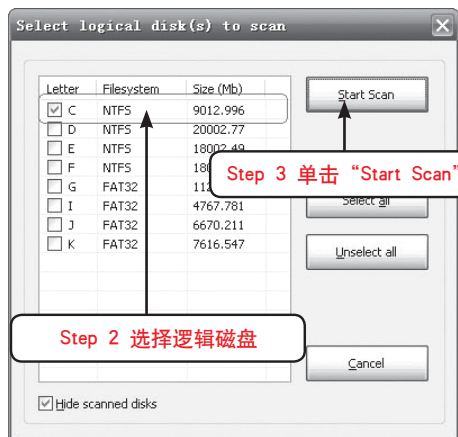 Select logical disk(s) to scan
Letter Filesystem Size (Mb)
C NTFS 9012.996
D NTFS 20002.77
E NTFS 18002.49
F NTFS 180
G FAT32 112
I FAT32 4767.781
J FAT32 6670.211
K FAT32 7616.547
Start Scan
Step 3 单击“Start Scan”
Select all
Unselect all
Step 2 选择逻辑磁盘
Cancel
Hide scanned disks